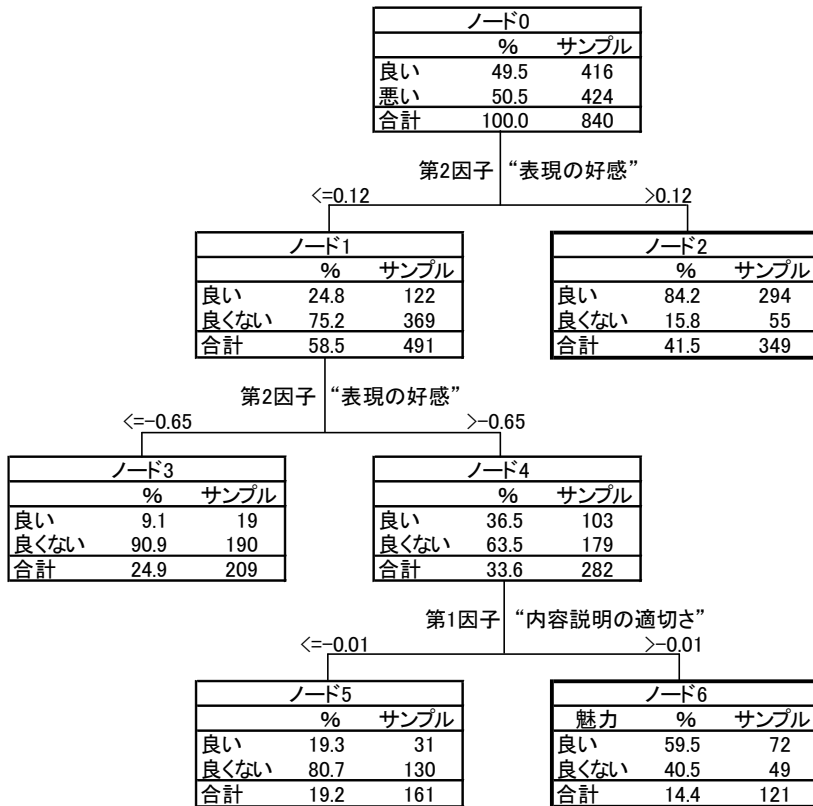 ノード0
% サンプル
良い 49.5 416
悪い 50.5 424
合計 100.0 840
第2因子 “表現の好感”
<=0.12 >0.12
ノード1
% サンプル
良い 24.8 122
良くない 75.2 369
合計 58.5 491
ノード2
% サンプル
良い 84.2 294
良くない 15.8 55
合計 41.5 349
第2因子 “表現の好感”
<=-0.65 >-0.65
ノード3
% サンプル
良い 9.1 19
良くない 90.9 190
合計 24.9 209
ノード4
% サンプル
良い 36.5 103
良くない 63.5 179
合計 33.6 282
第1因子 “内容説明の適切さ”
<=-0.01 >-0.01
ノード5
% サンプル
良い 19.3 31
良くない 80.7 130
合計 19.2 161
ノード6
魅力 % サンプル
良い 59.5 72
良くない 40.5 49
合計 14.4 121